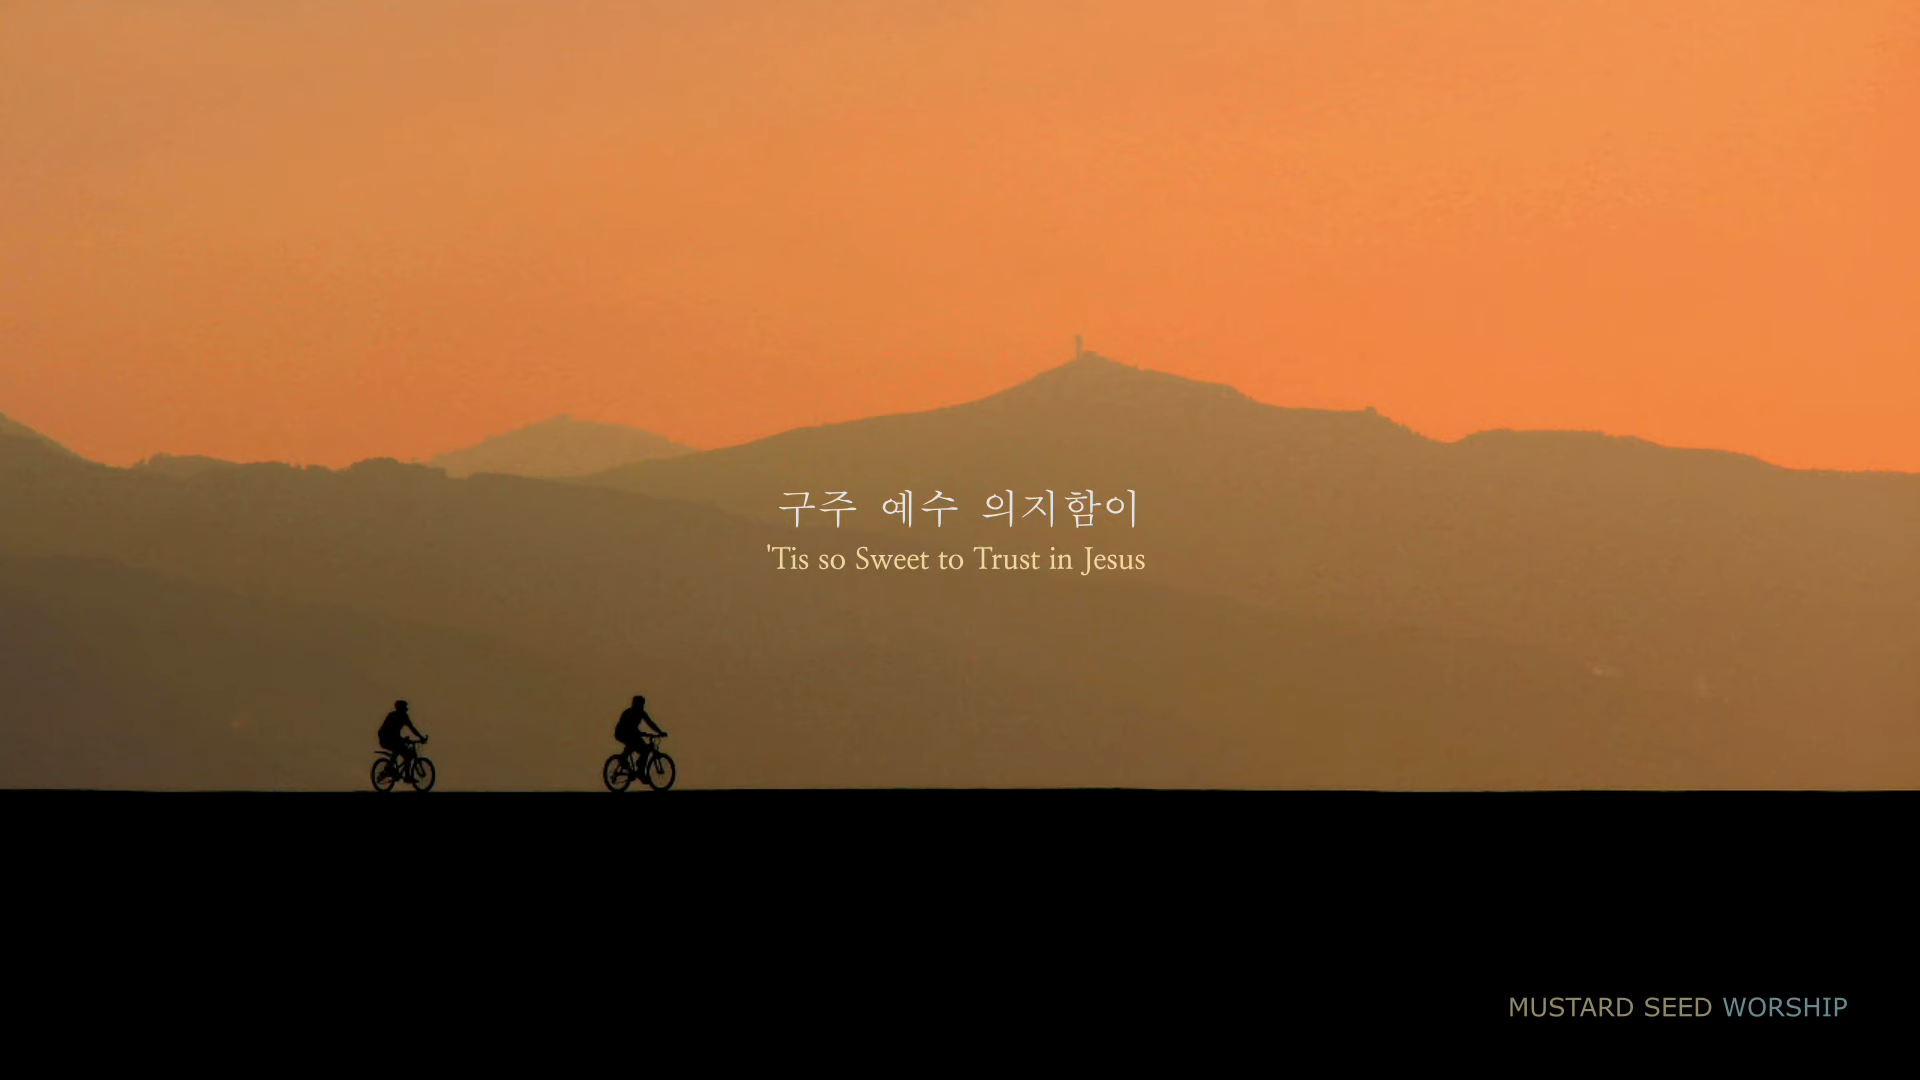 구주 예수 의지함이
'Tis so Sweet to Trust in Jesus
MUSTARD SEED WORSHIP